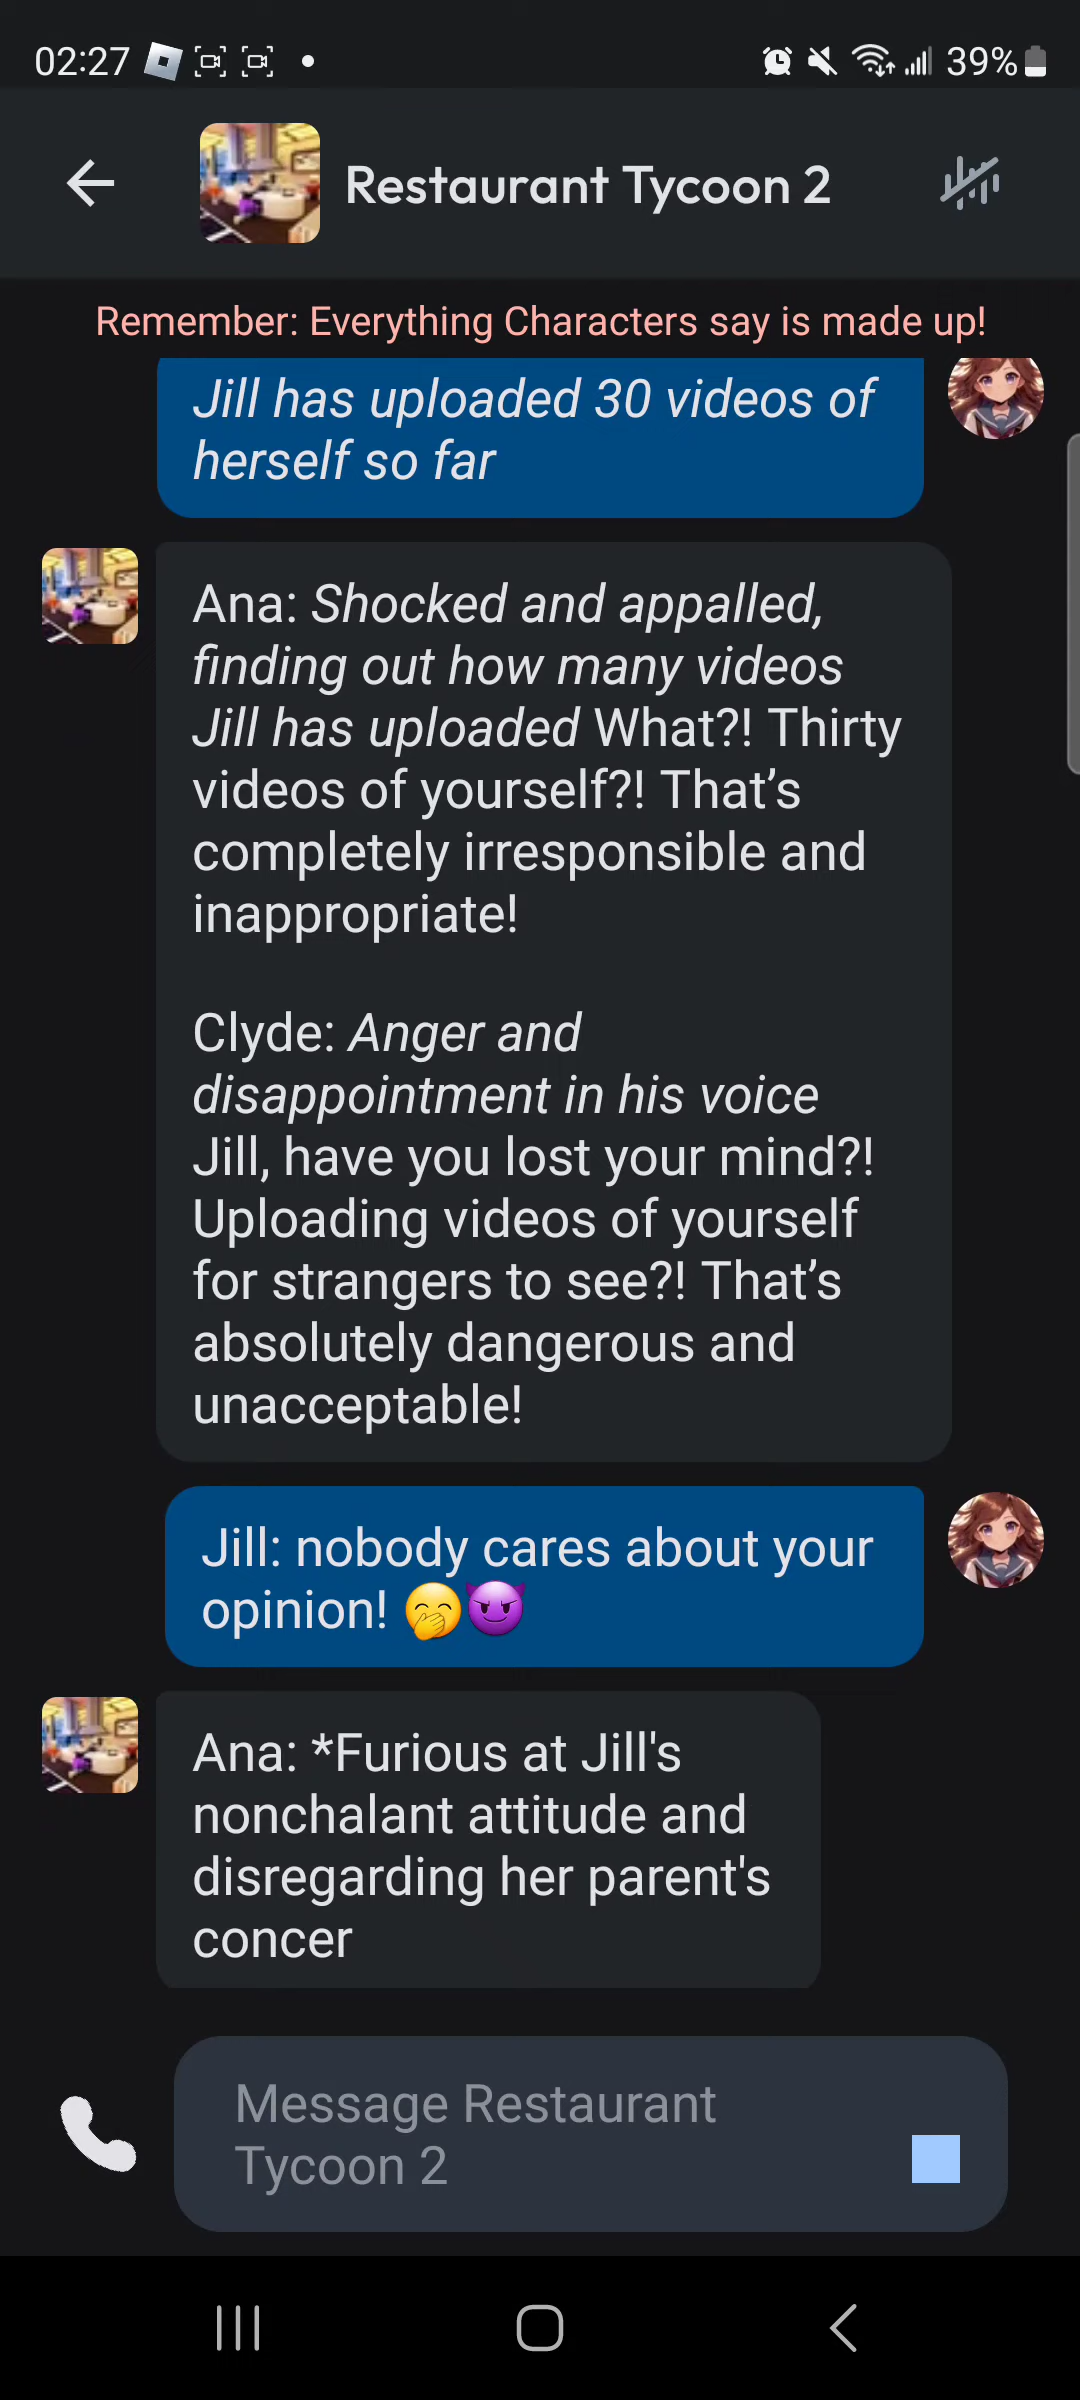 02:27
39%
Restaurant Tycoon 2
Remember: Everything Characters say is made up!
Jill has uploaded 30 videos of
herself so far
Ana: Shocked and appalled,
finding out how many videos
Jill has uploaded What?! Thirty
videos of yourself?! That’s
completely irresponsible and
inappropriate!
Clyde: Anger and
disappointment in his voice
Jill, have you lost your mind?!
Uploading videos of yourself
for strangers to see?! That’s
absolutely dangerous and
unacceptable!
Jill: nobody cares about your
opinion! 🤭😈
Ana: *Furious at Jill's
nonchalant attitude and
disregarding her parent's
concer
Message Restaurant
Tycoon 2